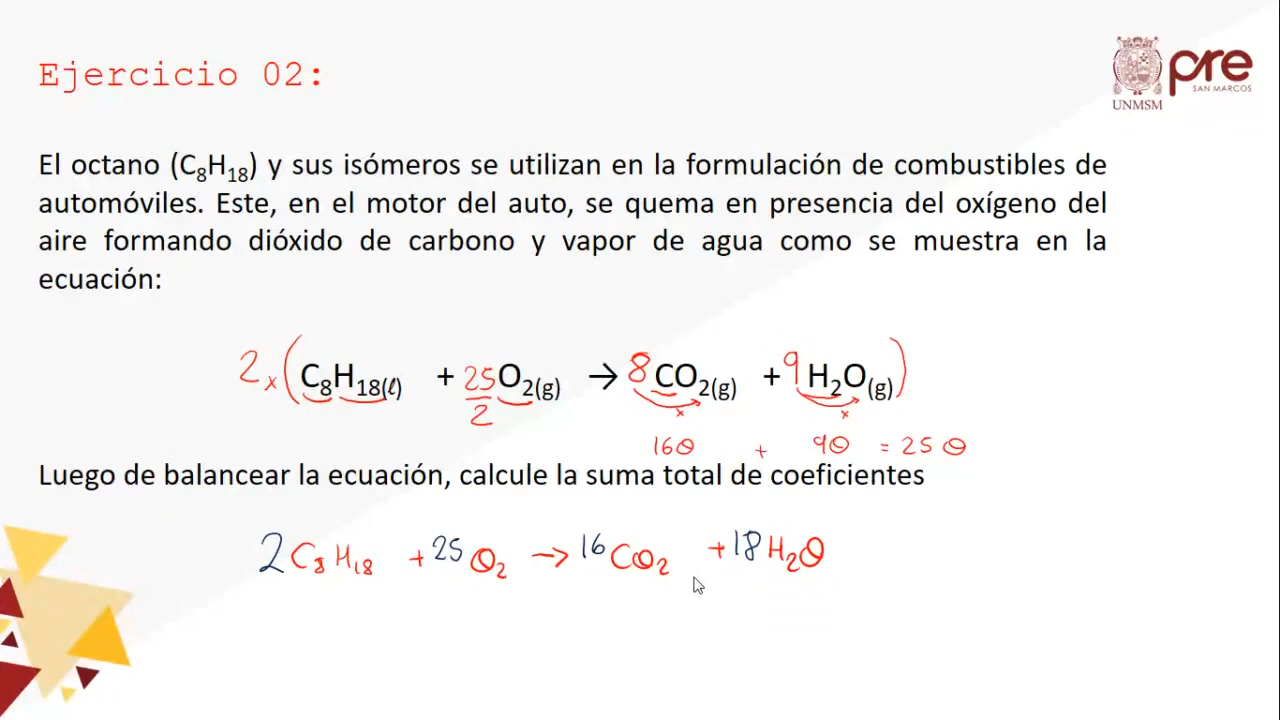 Ejercicio 02:
pre
SAN MARCOS
UNMSM
El octano (C₈H₁₈) y sus isómeros se utilizan en la formulación de combustibles de
automóviles. Este, en el motor del auto, se quema en presencia del oxígeno del
aire formando dióxido de carbono y vapor de agua como se muestra en la
ecuación:
2x(C₈H₁₈(ℓ) + 25/2 O₂(g) → 8CO₂(g) + 9H₂O(g))
x x
16O + 9O = 25 O
Luego de balancear la ecuación, calcule la suma total de coeficientes
2C₈H₁₈ + 25O₂ → 16CO₂ + 18H₂O